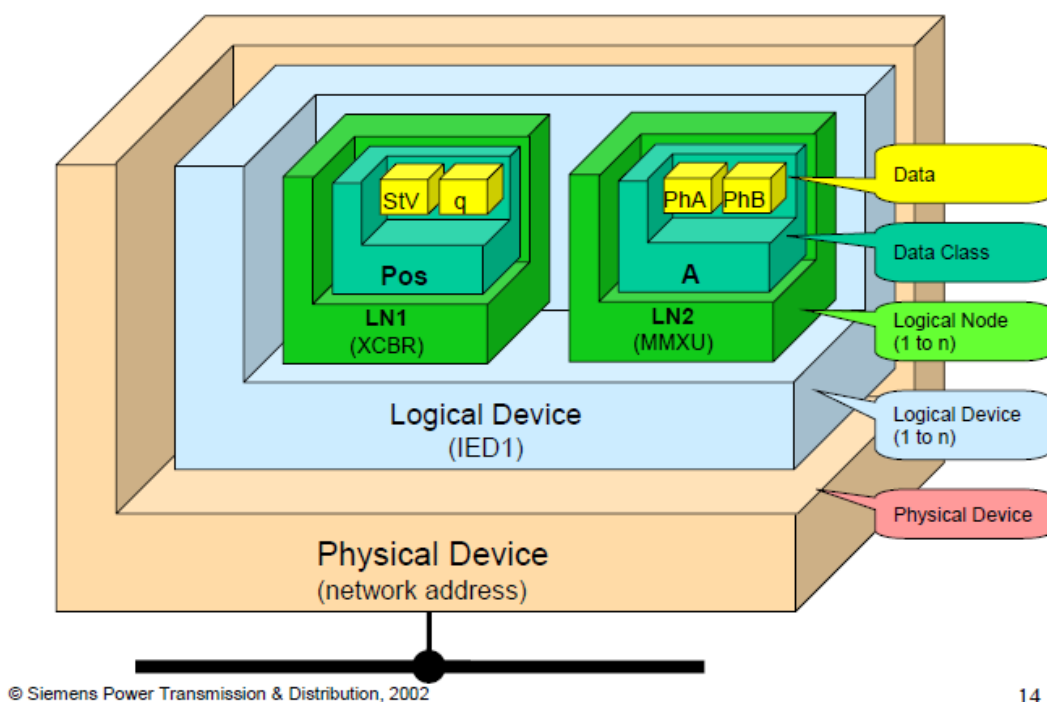 StV
q
PhA
PhB
Data
Pos
A
Data Class
LN1
(XCBR)
LN2
(MMXU)
Logical Node
(1 to n)
Logical Device
(IED1)
Logical Device
(1 to n)
Physical Device
Physical Device
(network address)
© Siemens Power Transmission & Distribution, 2002
14